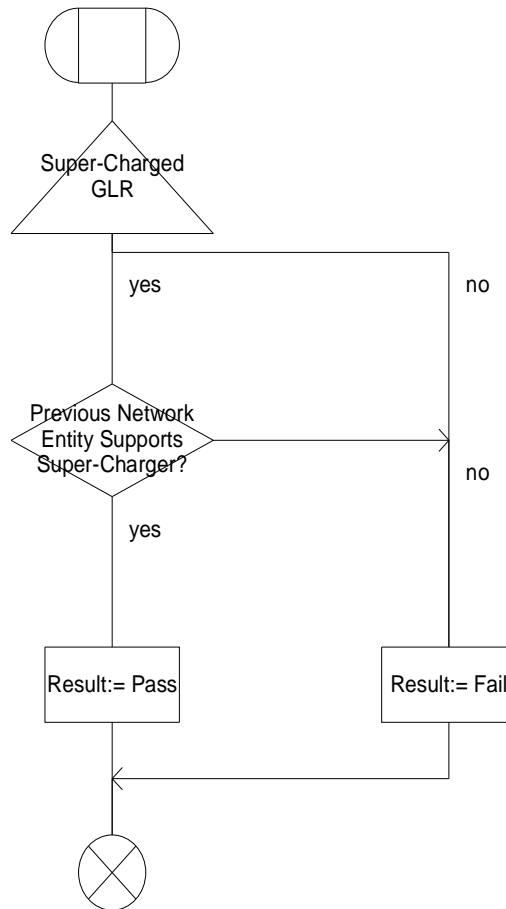 Super-Charged
GLR
yes
no
Previous Network
Entity Supports
Super-Charger?
no
yes
Result:= Pass
Result:= Fail